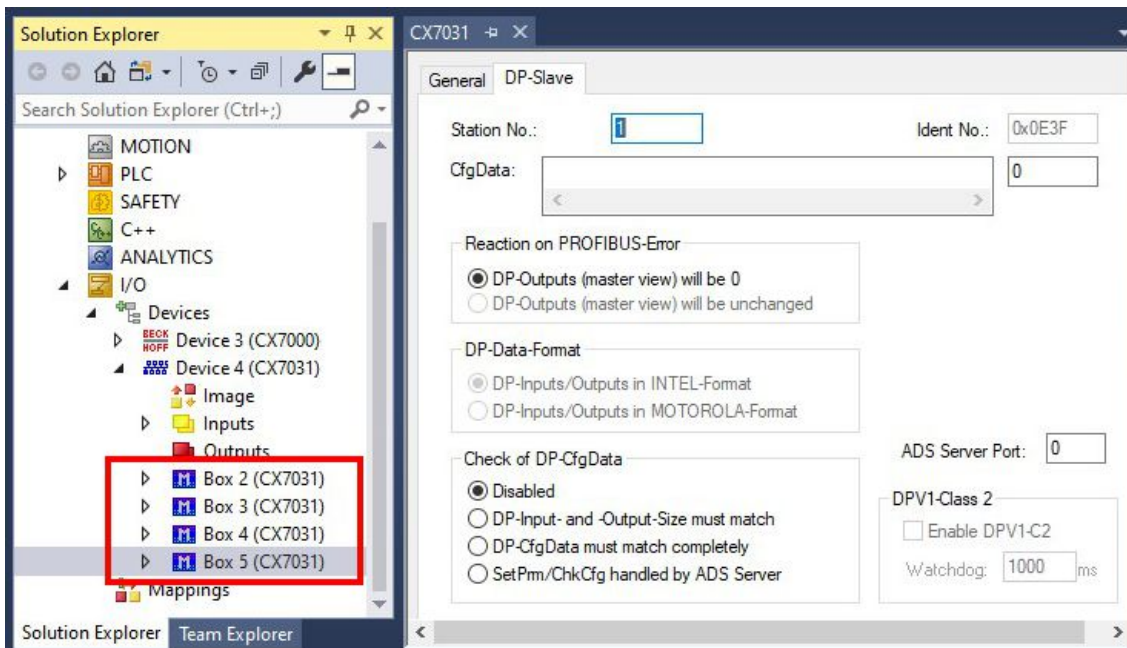 Solution Explorer
Search Solution Explorer (Ctrl+;)
MOTION
PLC
SAFETY
C++
ANALYTICS
I/O
Devices
BECK
HOFF
Device 3 (CX7000)
Device 4 (CX7031)
Image
Inputs
Outputs
Box 2 (CX7031)
Box 3 (CX7031)
Box 4 (CX7031)
Box 5 (CX7031)
Mappings
Solution Explorer Team Explorer
CX7031
General DP-Slave
Station No.: 1 Ident No.: 0x0E3F
CfgData: 0
Reaction on PROFIBUS-Error
DP-Outputs (master view) will be 0
DP-Outputs (master view) will be unchanged
DP-Data-Format
DP-Inputs/Outputs in INTEL-Format
DP-Inputs/Outputs in MOTOROLA-Format
Check of DP-CfgData
Disabled
DP-Input- and -Output-Size must match
DP-CfgData must match completely
SetPrm/ChkCfg handled by ADS Server
ADS Server Port: 0
DPV1-Class 2
Enable DPV1-C2
Watchdog: 1000 ms